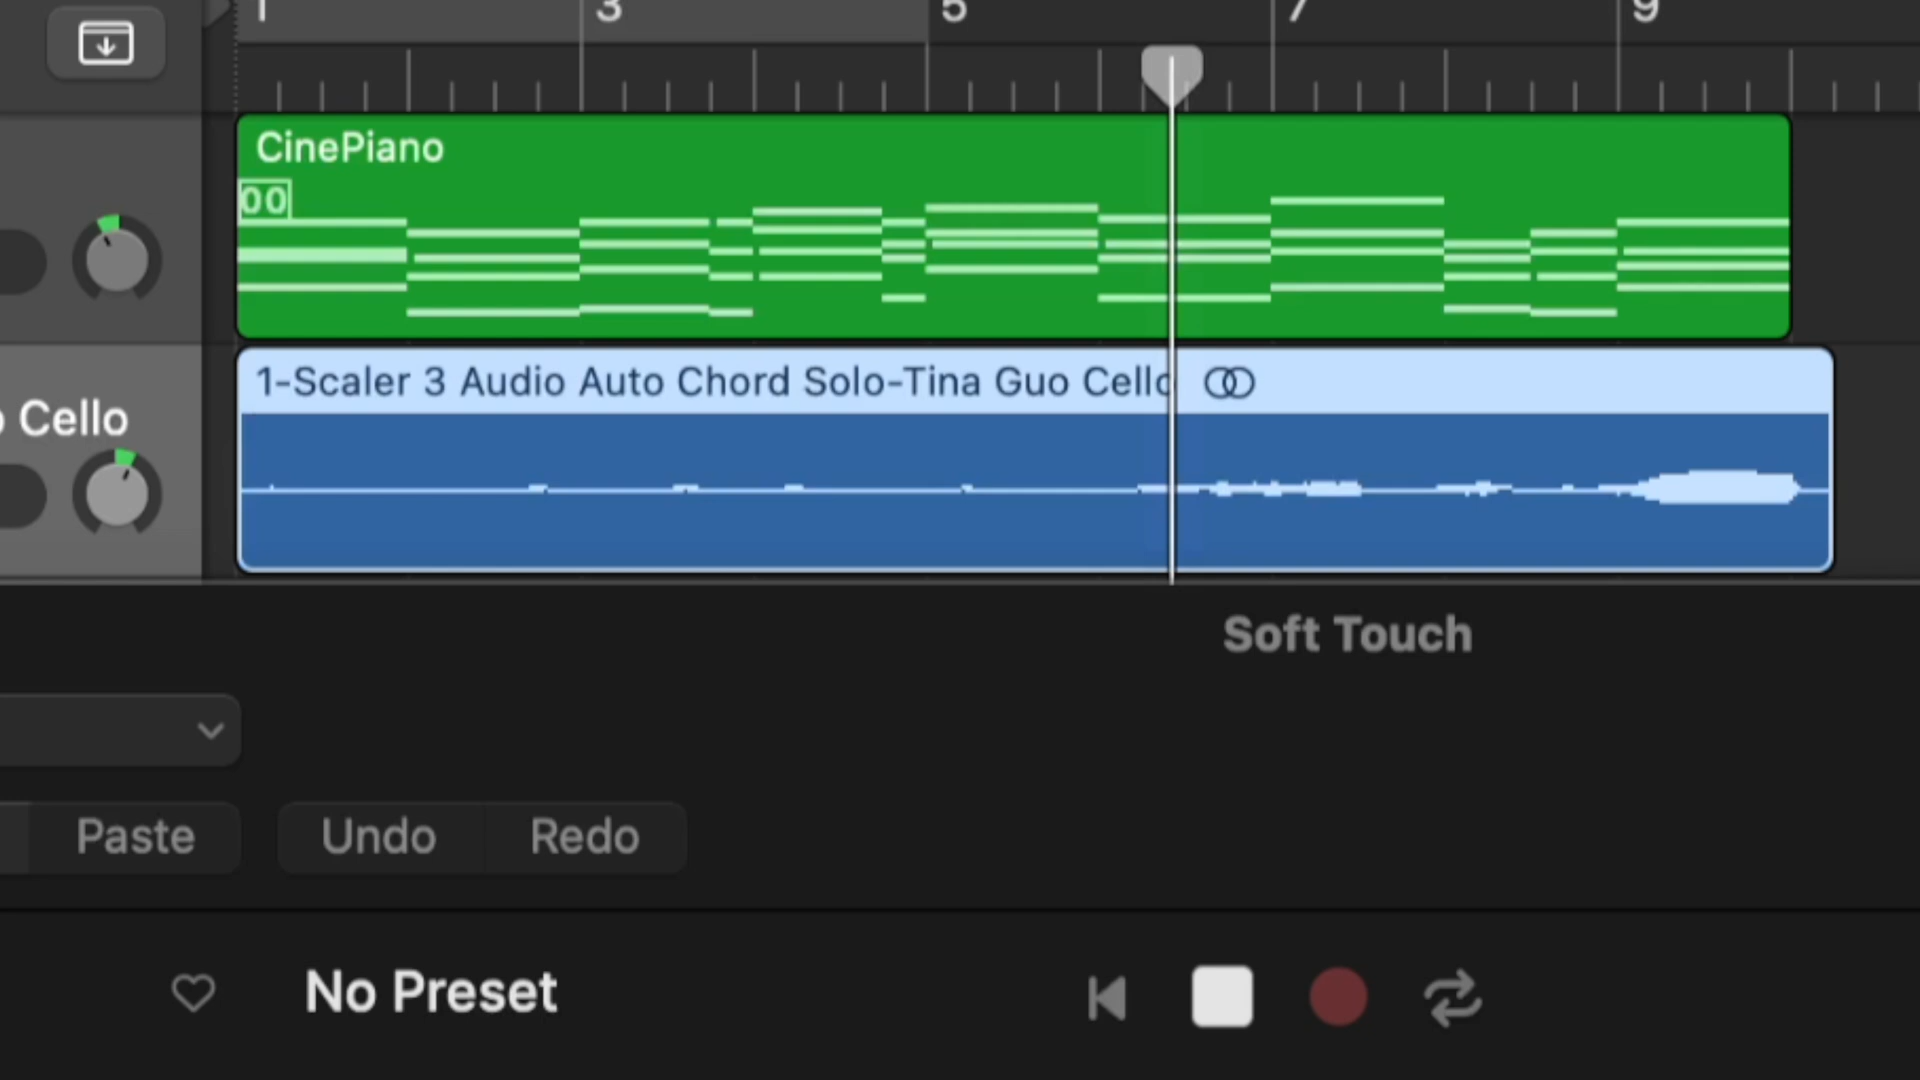 1 3 5 7 9
CinePiano
00
1-Scaler 3 Audio Auto Chord Solo-Tina Guo Cello
Cello
Soft Touch
Paste Undo Redo
No Preset